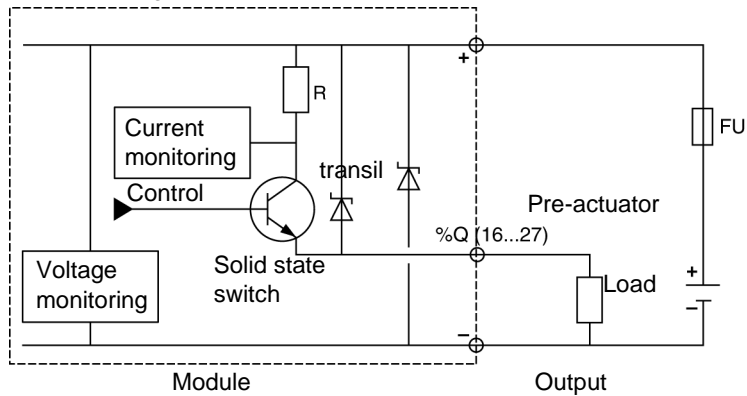 +
R
FU
Current
monitoring
transil
Control
Pre-actuator
%Q (16...27)
Solid state
switch
Voltage
monitoring
Load
+
–
–
Module
Output